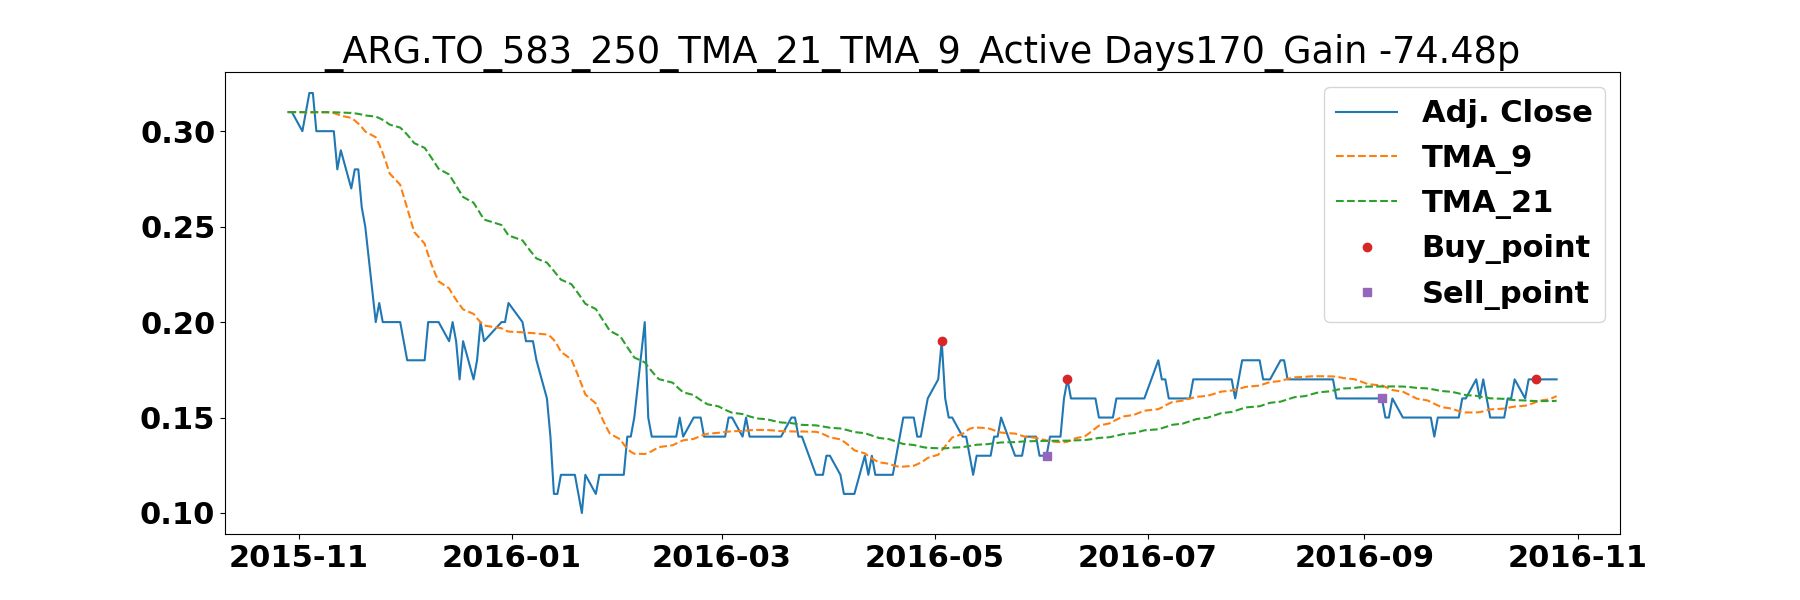 _ARG.TO_583_250_TMA_21_TMA_9_Active Days170_Gain -74.48p
Adj. Close
TMA_9
TMA_21
Buy_point
Sell_point
0.30
0.25
0.20
0.15
0.10
2015-11 2016-01 2016-03 2016-05 2016-07 2016-09 2016-11